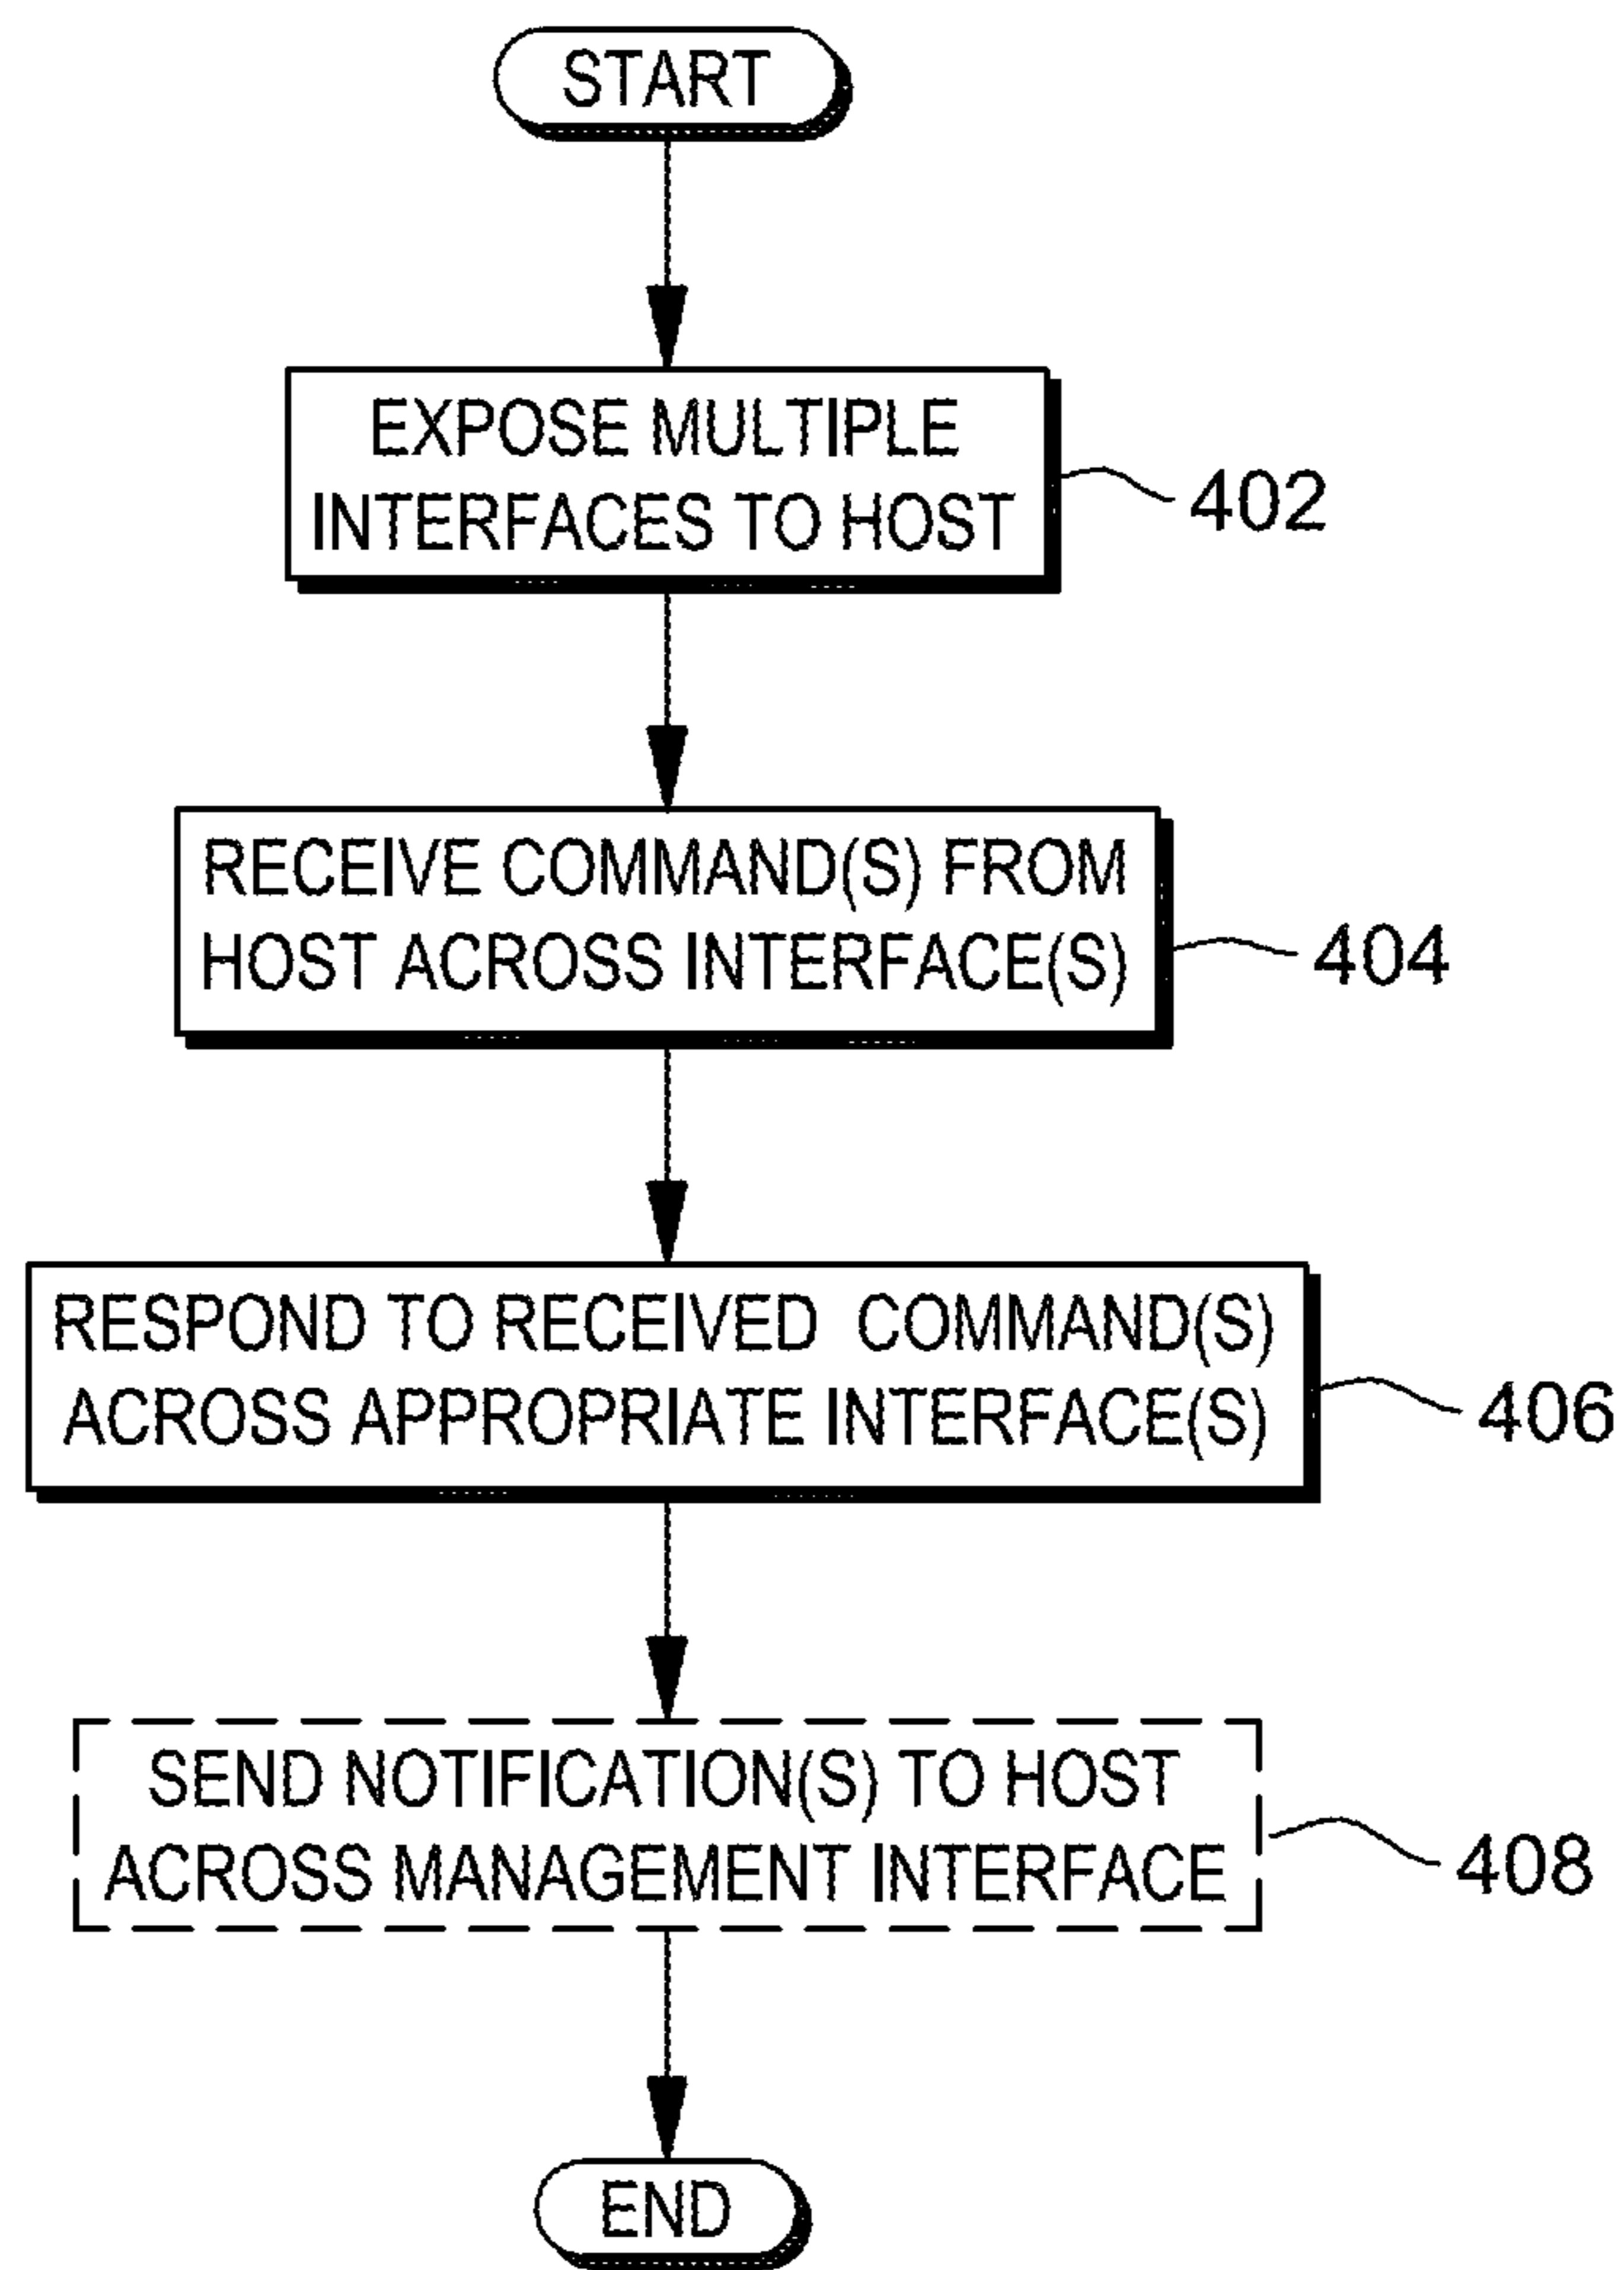 START
EXPOSE MULTIPLE
INTERFACES TO HOST
402
RECEIVE COMMAND(S) FROM
HOST ACROSS INTERFACE(S)
404
RESPOND TO RECEIVED COMMAND(S)
ACROSS APPROPRIATE INTERFACE(S)
406
SEND NOTIFICATION(S) TO HOST
ACROSS MANAGEMENT INTERFACE
408
END